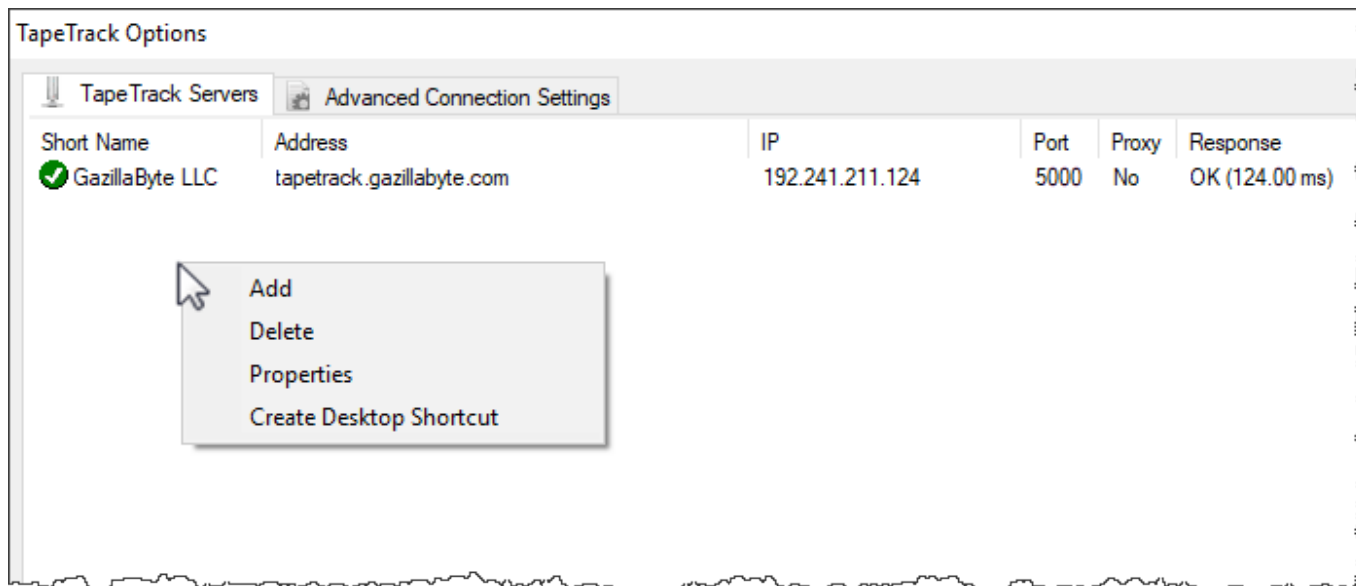 TapeTrack Options
TapeTrack Servers Advanced Connection Settings
Short Name Address IP Port Proxy Response
GazillaByte LLC tapetrack.gazillabyte.com 192.241.211.124 5000 No OK (124.00 ms)
Add
Delete
Properties
Create Desktop Shortcut